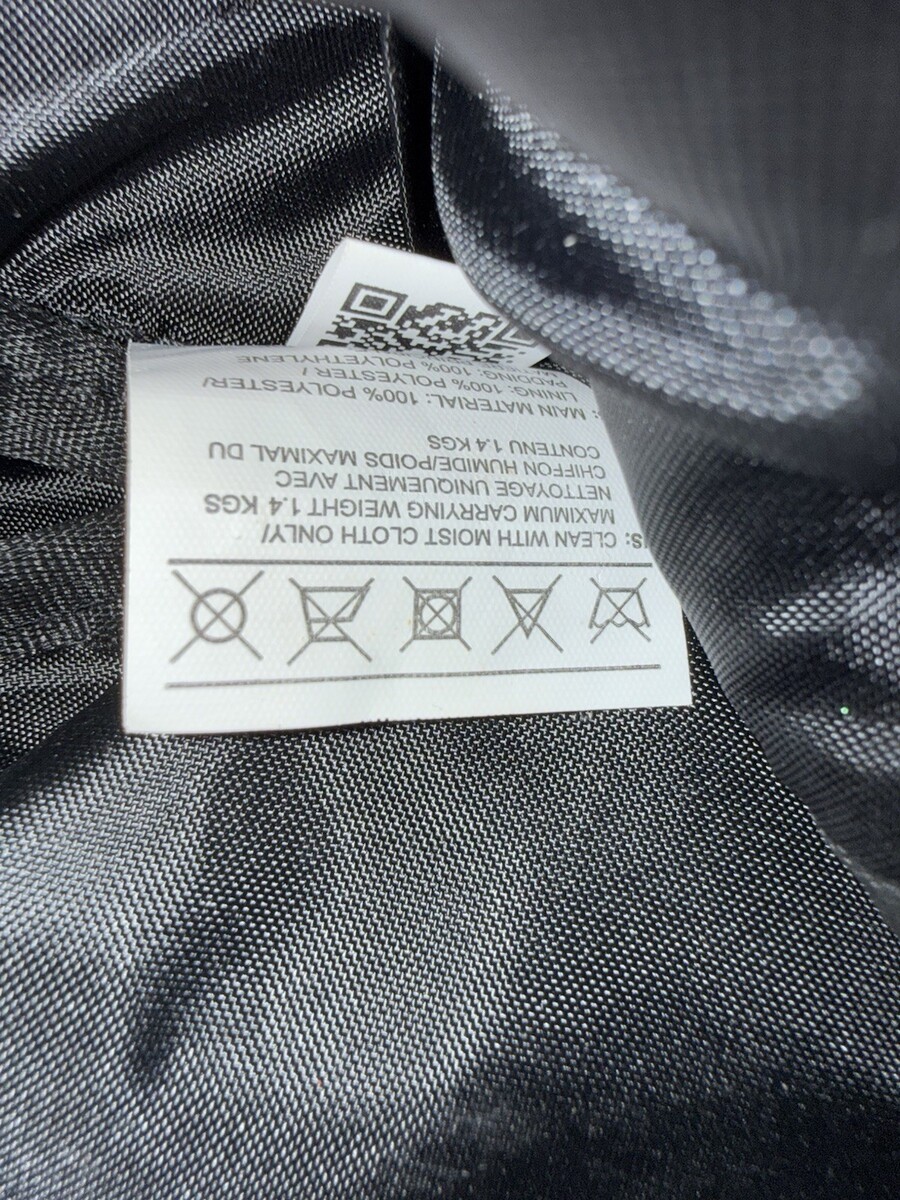 S: CLEAN WITH MOIST CLOTH ONLY/
MAXIMUM CARRYING WEIGHT 1.4 KGS
NETTOYAGE UNIQUEMENT AVEC
CHIFFON HUMIDE/POIDS MAXIMAL DU
CONTENU 1.4 KGS
: MAIN MATERIAL: 100% POLYESTER/
LINING: 100% POLYESTER /
PADDING: 100% POLYETHYLENE